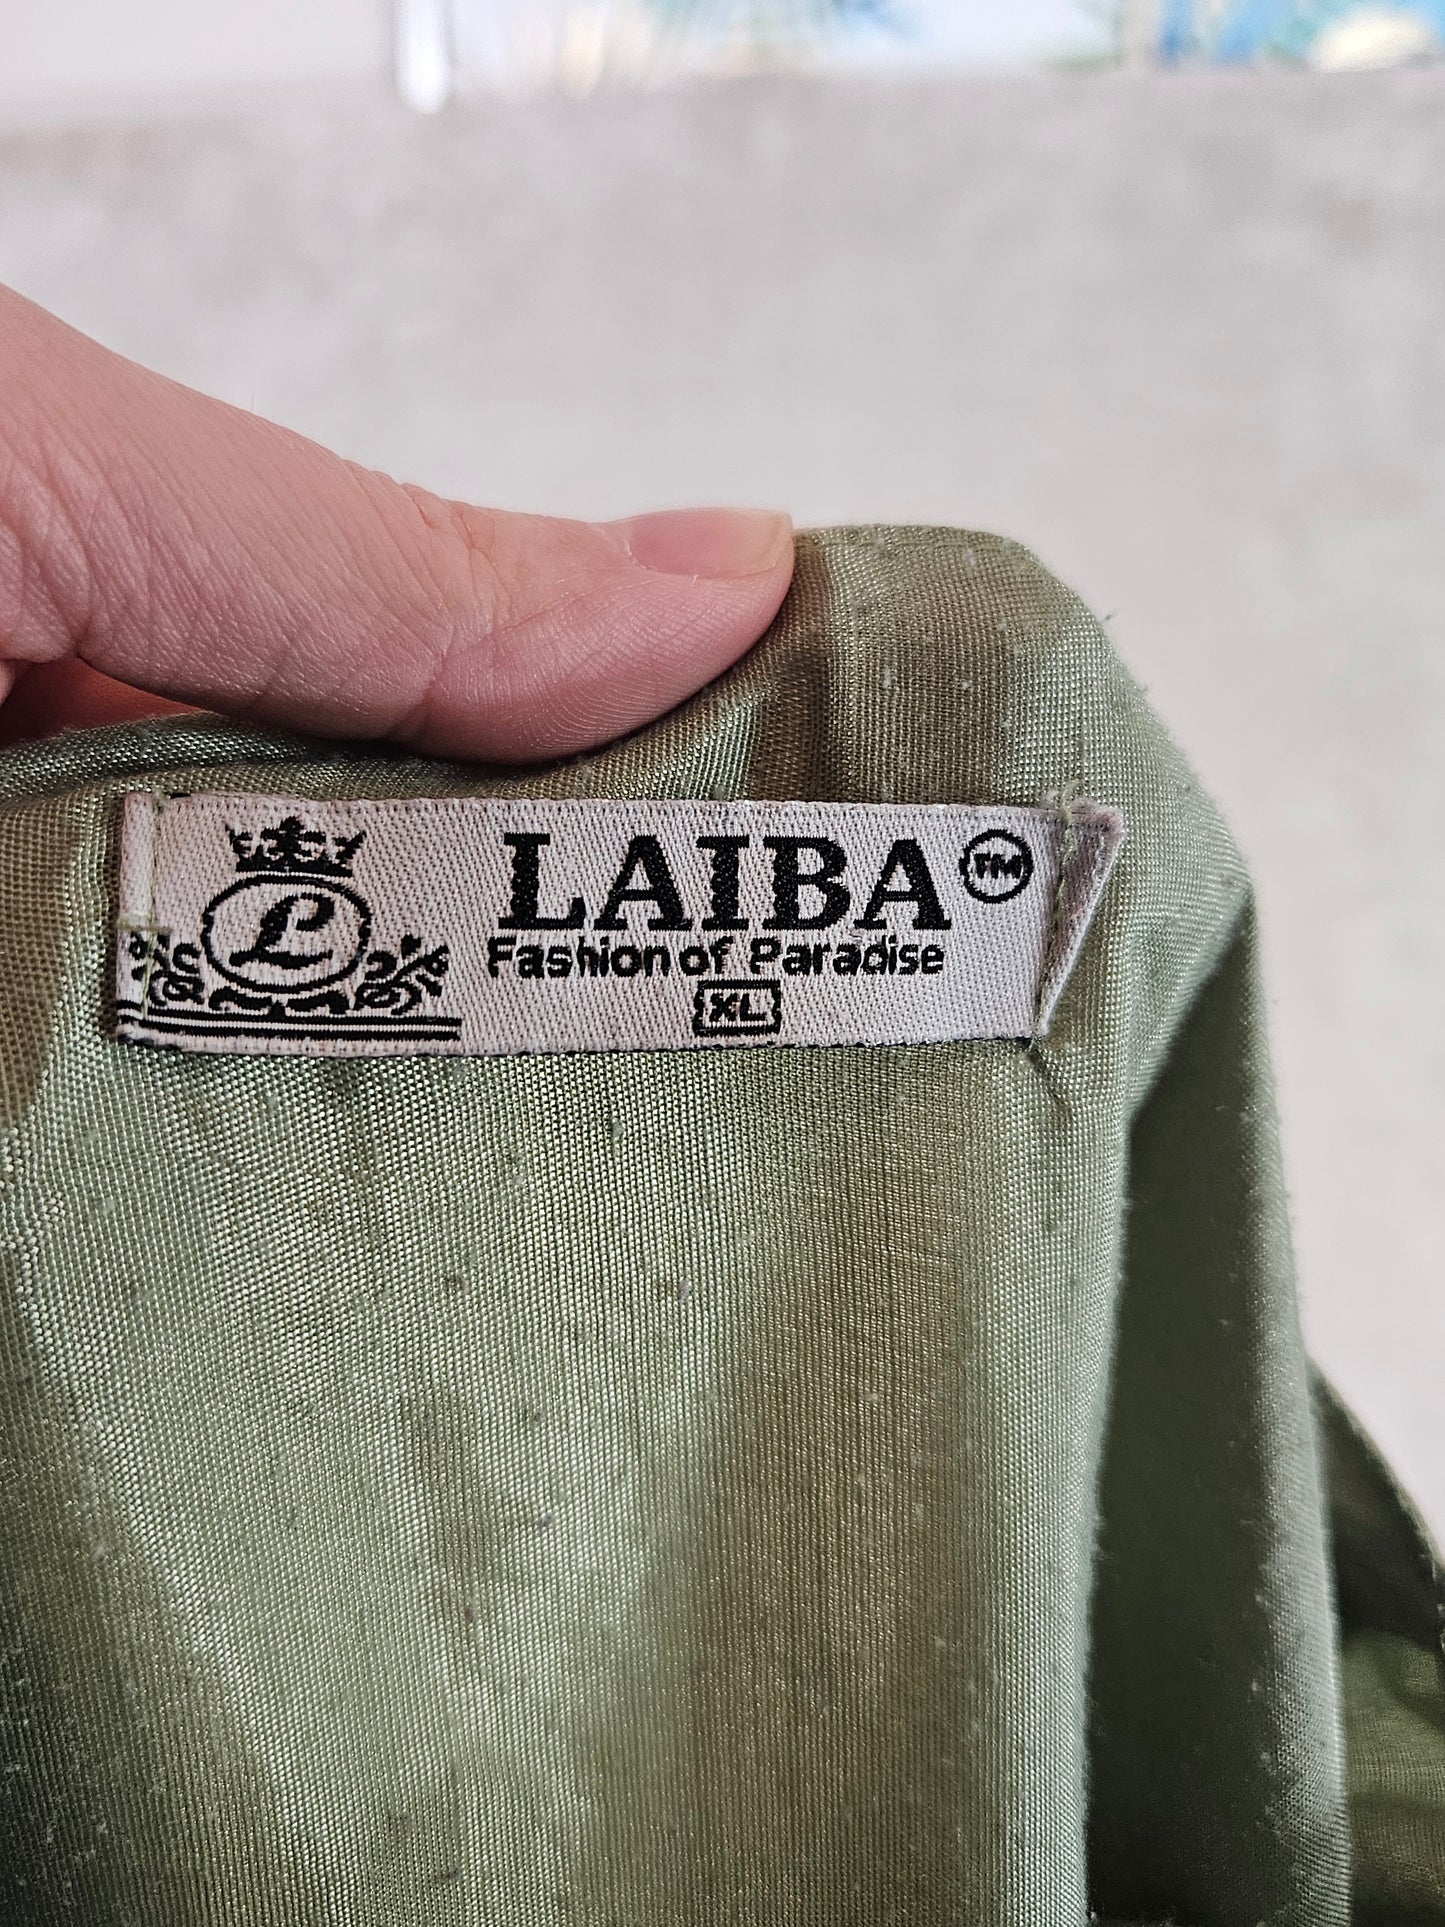 L
LAIBA TM
Fashion of Paradise
XL